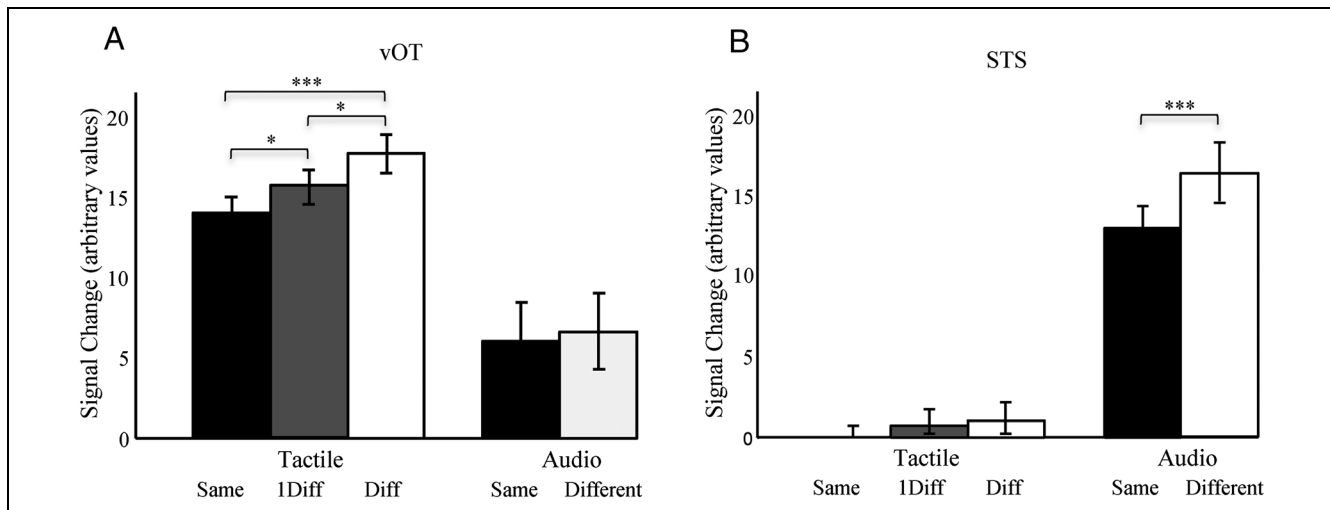 A
vOT
Signal Change (arbitrary values)
20
15
10
5
0
***
*
*
Tactile
Audio
Same
1Diff
Diff
Same
Different
B
STS
Signal Change (arbitrary values)
20
15
10
5
0
***
Tactile
Audio
Same
1Diff
Diff
Same
Different